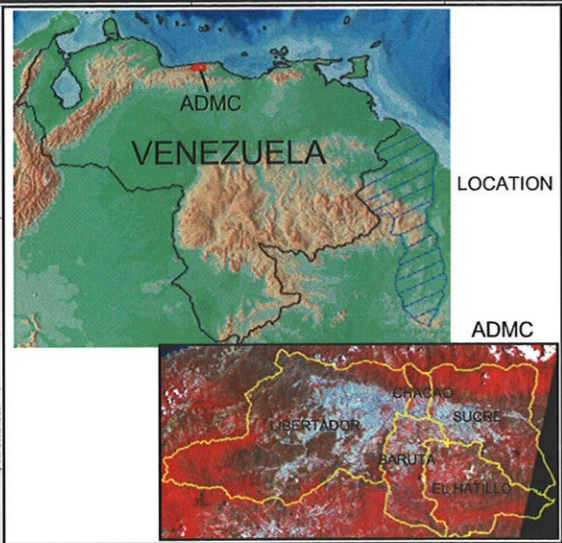 ADMC
VENEZUELA
LOCATION
ADMC
CHACAO
LIBERTADOR
SUCRE
BARUTA
EL HATILLO